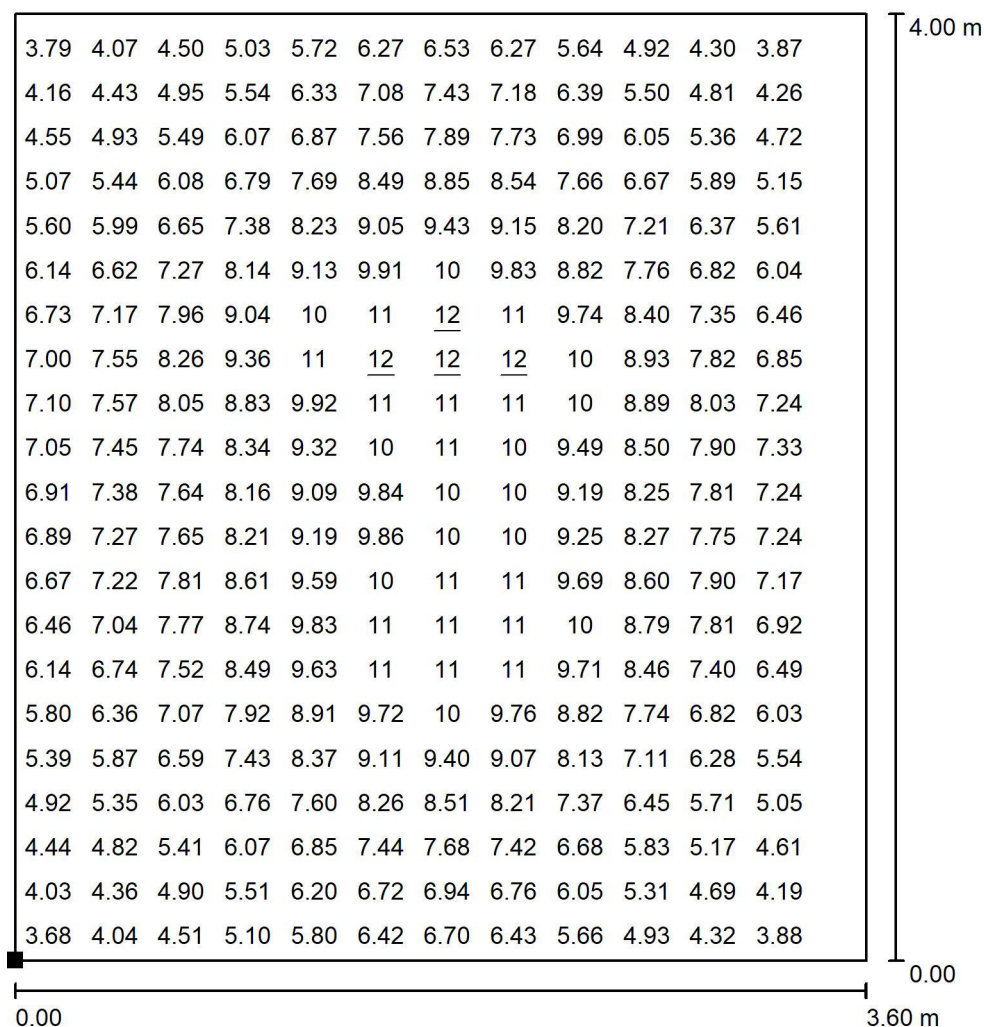 4.00 m
3.79 4.07 4.50 5.03 5.72 6.27 6.53 6.27 5.64 4.92 4.30 3.87
4.16 4.43 4.95 5.54 6.33 7.08 7.43 7.18 6.39 5.50 4.81 4.26
4.55 4.93 5.49 6.07 6.87 7.56 7.89 7.73 6.99 6.05 5.36 4.72
5.07 5.44 6.08 6.79 7.69 8.49 8.85 8.54 7.66 6.67 5.89 5.15
5.60 5.99 6.65 7.38 8.23 9.05 9.43 9.15 8.20 7.21 6.37 5.61
6.14 6.62 7.27 8.14 9.13 9.91 10 9.83 8.82 7.76 6.82 6.04
6.73 7.17 7.96 9.04 10 11 12 11 9.74 8.40 7.35 6.46
7.00 7.55 8.26 9.36 11 12 12 12 10 8.93 7.82 6.85
7.10 7.57 8.05 8.83 9.92 11 11 11 10 8.89 8.03 7.24
7.05 7.45 7.74 8.34 9.32 10 11 10 9.49 8.50 7.90 7.33
6.91 7.38 7.64 8.16 9.09 9.84 10 10 9.19 8.25 7.81 7.24
6.89 7.27 7.65 8.21 9.19 9.86 10 10 9.25 8.27 7.75 7.24
6.67 7.22 7.81 8.61 9.59 10 11 11 9.69 8.60 7.90 7.17
6.46 7.04 7.77 8.74 9.83 11 11 11 10 8.79 7.81 6.92
6.14 6.74 7.52 8.49 9.63 11 11 11 9.71 8.46 7.40 6.49
5.80 6.36 7.07 7.92 8.91 9.72 10 9.76 8.82 7.74 6.82 6.03
5.39 5.87 6.59 7.43 8.37 9.11 9.40 9.07 8.13 7.11 6.28 5.54
4.92 5.35 6.03 6.76 7.60 8.26 8.51 8.21 7.37 6.45 5.71 5.05
4.44 4.82 5.41 6.07 6.85 7.44 7.68 7.42 6.68 5.83 5.17 4.61
4.03 4.36 4.90 5.51 6.20 6.72 6.94 6.76 6.05 5.31 4.69 4.19
3.68 4.04 4.51 5.10 5.80 6.42 6.70 6.43 5.66 4.93 4.32 3.88
0.00
0.00 3.60 m